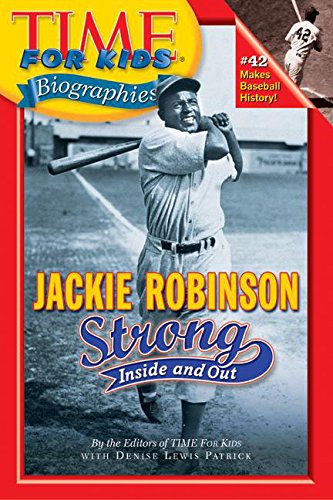 TIME
FOR KIDS®
Biographies
#42
Makes
Baseball
History!
42
JACKIE ROBINSON
Strong
Inside and Out
By the Editors of TIME FOR KIDS
WITH DENISE LEWIS PATRICK